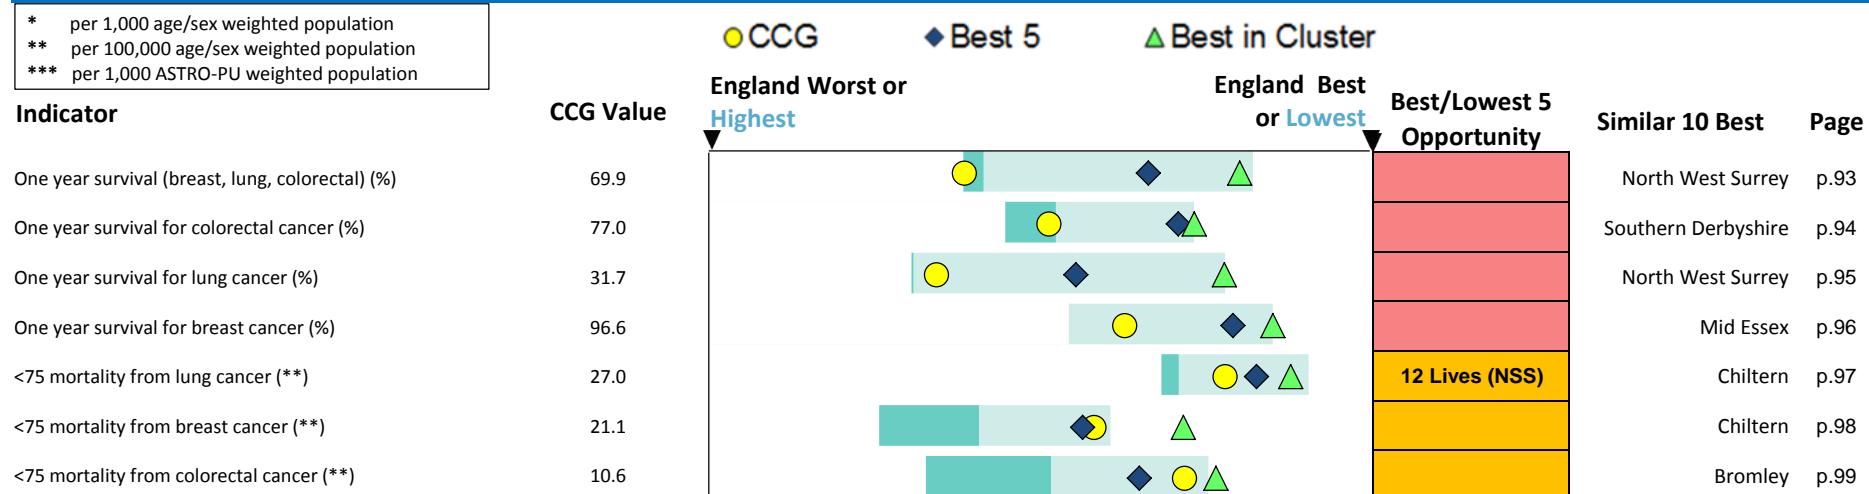 * per 1,000 age/sex weighted population
** per 100,000 age/sex weighted population
*** per 1,000 ASTRO-PU weighted population
CCG Best 5 Best in Cluster
Indicator CCG Value
England Worst or
Highest
England Best
or Lowest
Best/Lowest 5
Opportunity
Similar 10 Best Page
One year survival (breast, lung, colorectal) (%) 69.9 North West Surrey p.93
One year survival for colorectal cancer (%) 77.0 Southern Derbyshire p.94
One year survival for lung cancer (%) 31.7 North West Surrey p.95
One year survival for breast cancer (%) 96.6 Mid Essex p.96
<75 mortality from lung cancer (**) 27.0 12 Lives (NSS) Chiltern p.97
<75 mortality from breast cancer (**) 21.1 Chiltern p.98
<75 mortality from colorectal cancer (**) 10.6 Bromley p.99